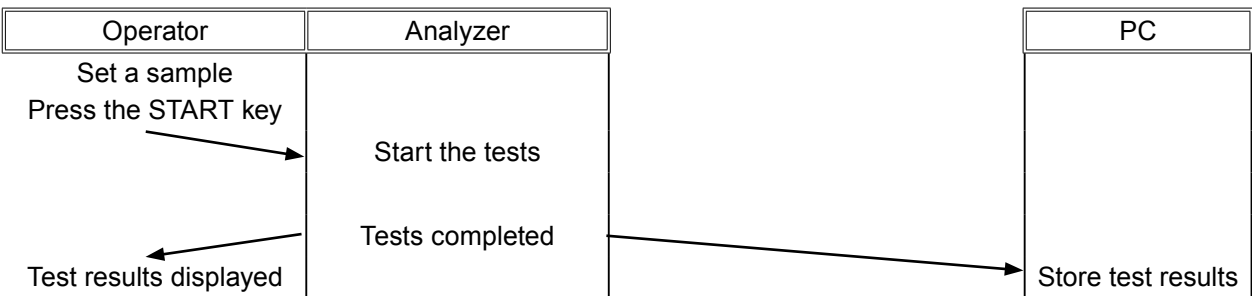 Operator
Analyzer
PC
Set a sample
Press the START key
Start the tests
Tests completed
Test results displayed
Store test results